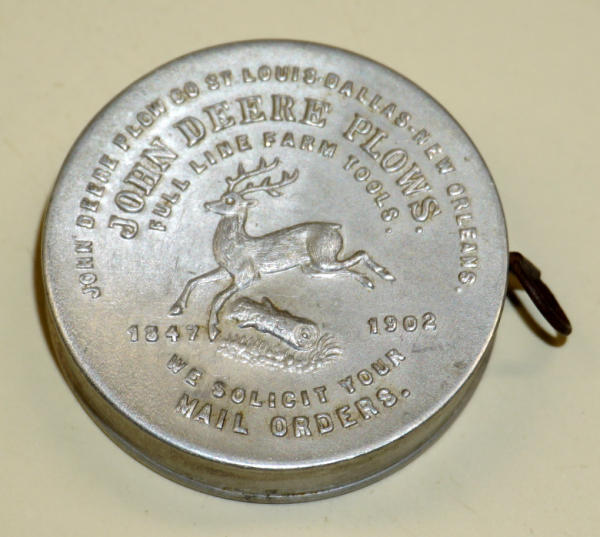 JOHN DEERE PLOW CO ST LOUIS-DALLAS-NEW ORLEANS.
JOHN DEERE PLOWS.
FULL LINE FARM TOOLS.
1847 1902
WE SOLICIT YOUR
MAIL ORDERS.